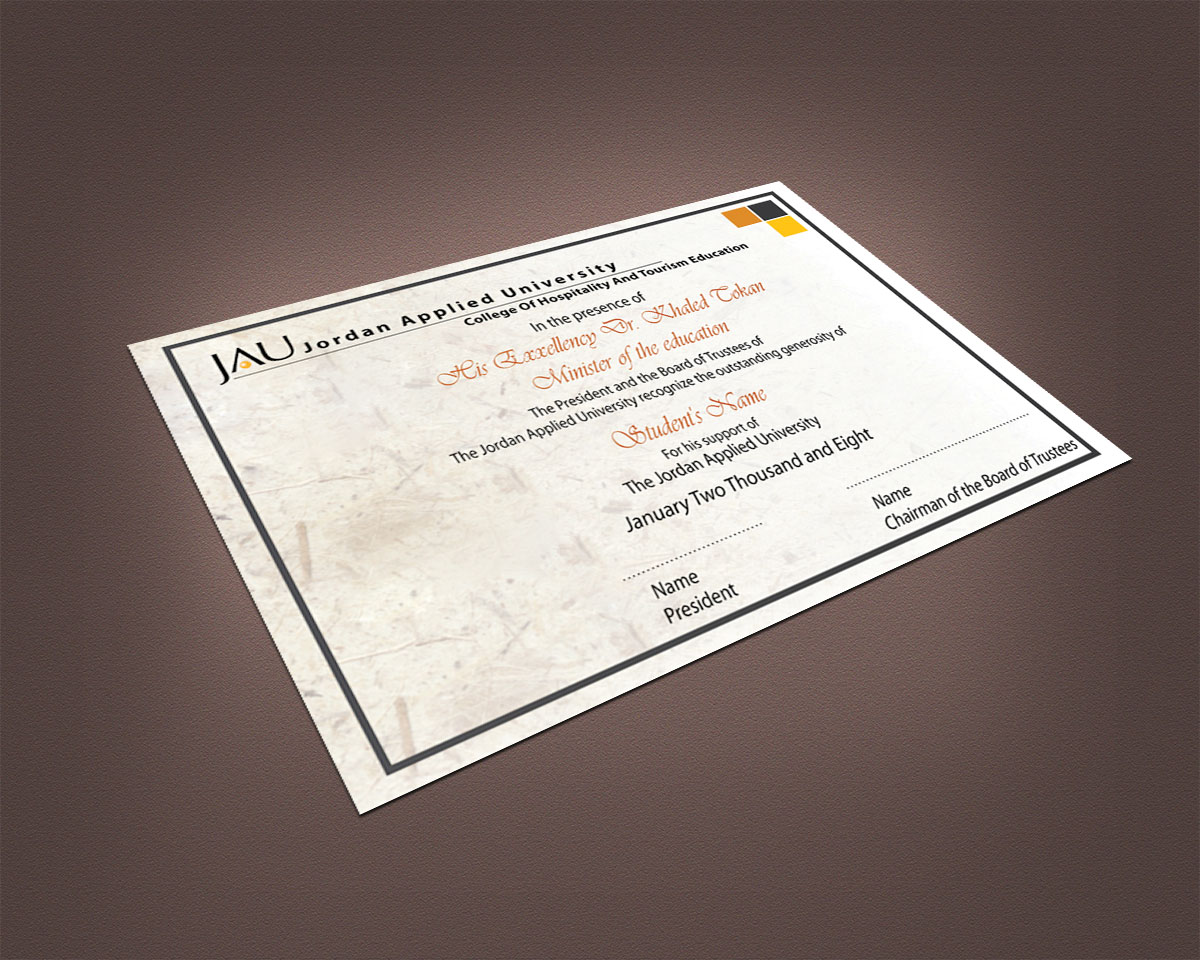 JAU Jordan Applied University
College Of Hospitality And Tourism Education
In the presence of
His Exxellency Dr. Khaled Tokan
Minister of the education
The President and the Board of Trustees of
The Jordan Applied University recognize the outstanding generosity of
Student's Name
For his support of
The Jordan Applied University
January Two Thousand and Eight
Name
President
Name
Chairman of the Board of Trustees